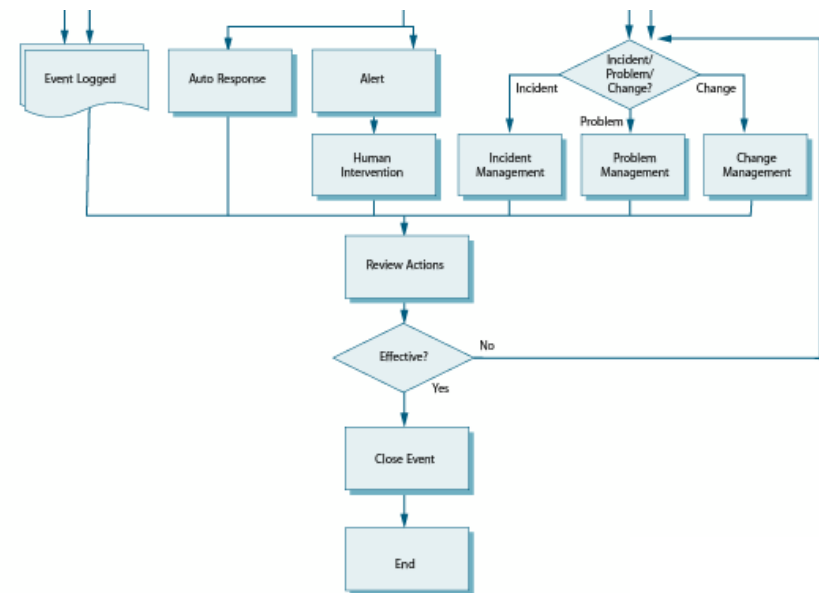 Event Logged
Auto Response
Alert
Incident/
Problem/
Change?
Incident
Change
Problem
Human
Intervention
Incident
Management
Problem
Management
Change
Management
Review Actions
Effective?
No
Yes
Close Event
End